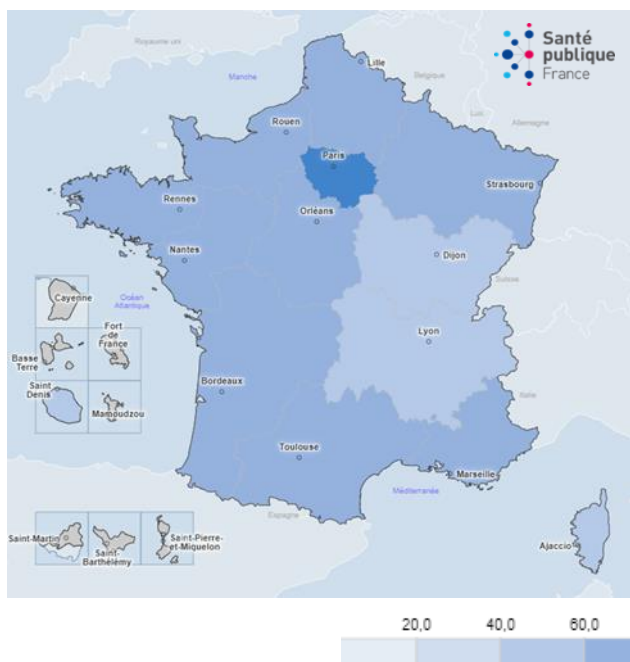 Santé
publique
France
Royaume uni
Manche
Lille
Belgique
Lux.
Allemagne
Rouen
Paris
Strasbourg
Rennes
Orléans
Nantes
Dijon
Suisse
Cayenne
Océan
Atlantique
Fort
de
France
Basse
Terre
Lyon
Saint
Denis
Mamoudzou
Bordeaux
Italie
Toulouse
Marseille
Méditerranée
Espagne
Saint-Martin
Saint-
Barthélémy
Saint-Pierre-
et-Miquelon
Ajaccio
20,0 40,0 60,0